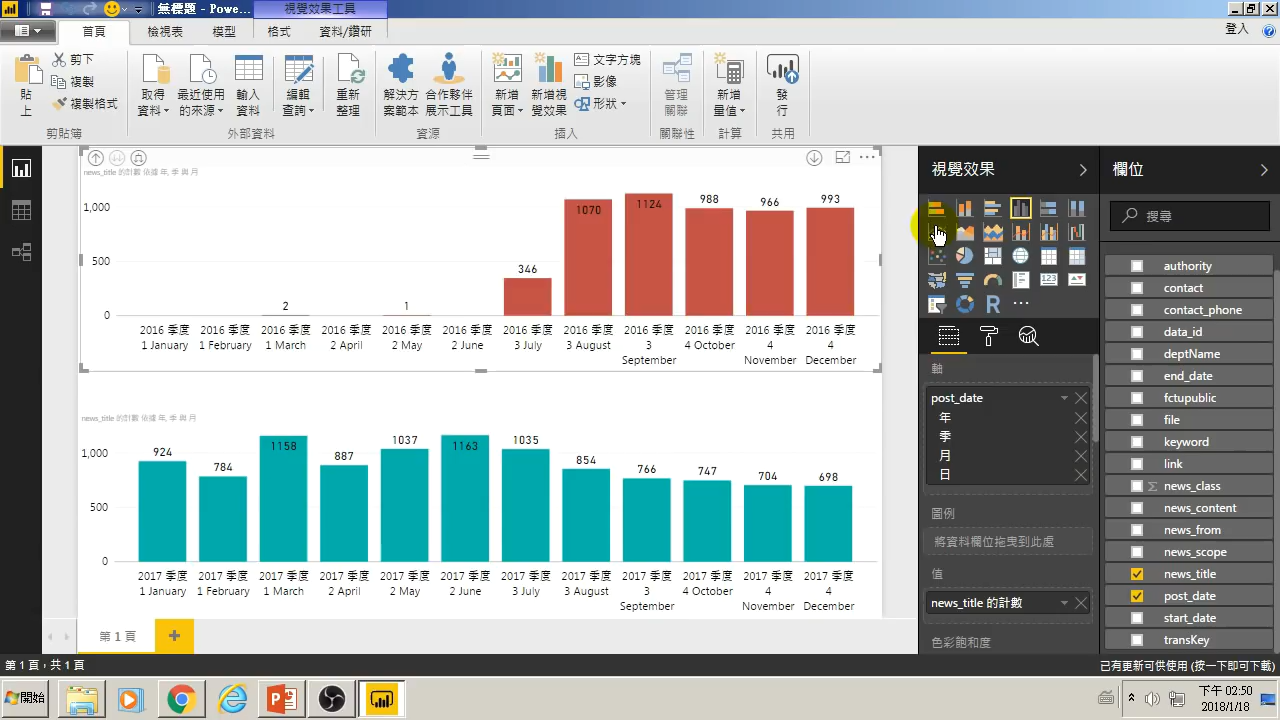 無標題 - Powe...
視覺效果工具
首頁
檢視表
模型
格式
資料/鑽研
登入
貼上
剪下
複製
複製格式
剪貼簿
取得資料
最近使用的來源
輸入資料
編輯查詢
重新整理
外部資料
解決方案範本
合作夥伴展示工具
資源
新增頁面
新增視覺效果
文字方塊
影像
形狀
插入
管理關聯
關聯性
新增量值
計算
發行
共用
news_title 的計數 依據 年, 季 與 月
1,000
500
0
2
1
346
1070
1124
988
966
993
2016 季度 1 January
2016 季度 1 February
2016 季度 1 March
2016 季度 2 April
2016 季度 2 May
2016 季度 2 June
2016 季度 3 July
2016 季度 3 August
2016 季度 3 September
2016 季度 4 October
2016 季度 4 November
2016 季度 4 December
news_title 的計數 依據 年, 季 與 月
1,000
500
0
924
784
1158
887
1037
1163
1035
854
766
747
704
698
2017 季度 1 January
2017 季度 1 February
2017 季度 1 March
2017 季度 2 April
2017 季度 2 May
2017 季度 2 June
2017 季度 3 July
2017 季度 3 August
2017 季度 3 September
2017 季度 4 October
2017 季度 4 November
2017 季度 4 December
視覺效果
R
123
軸
post_date
年
季
月
日
圖例
將資料欄位拖曳到此處
值
news_title 的計數
色彩飽和度
欄位
搜尋
authority
contact
contact_phone
data_id
deptName
end_date
fctupublic
file
keyword
link
Σ news_class
news_content
news_from
news_scope
news_title
post_date
start_date
transKey
第 1 頁
第 1 頁，共 1 頁
已有更新可供使用 (按一下即可下載)
開始
下午 02:50
2018/1/18